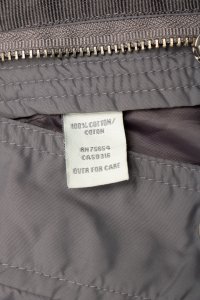 100% COTTON/
COTON
RN75654
CA50316
OVER FOR CARE